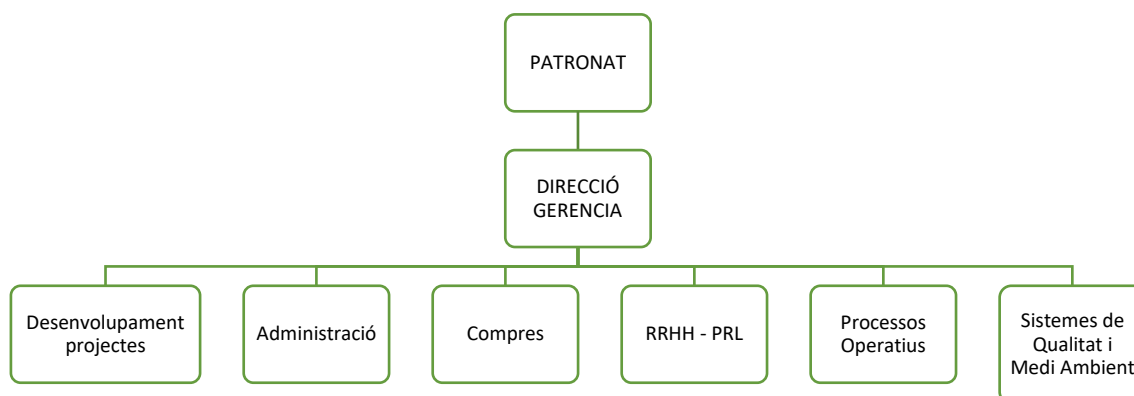 PATRONAT
DIRECCIÓ
GERENCIA
Desenvolupament
projectes
Administració
Compres
RRHH - PRL
Processos
Operatius
Sistemes de
Qualitat i
Medi Ambient